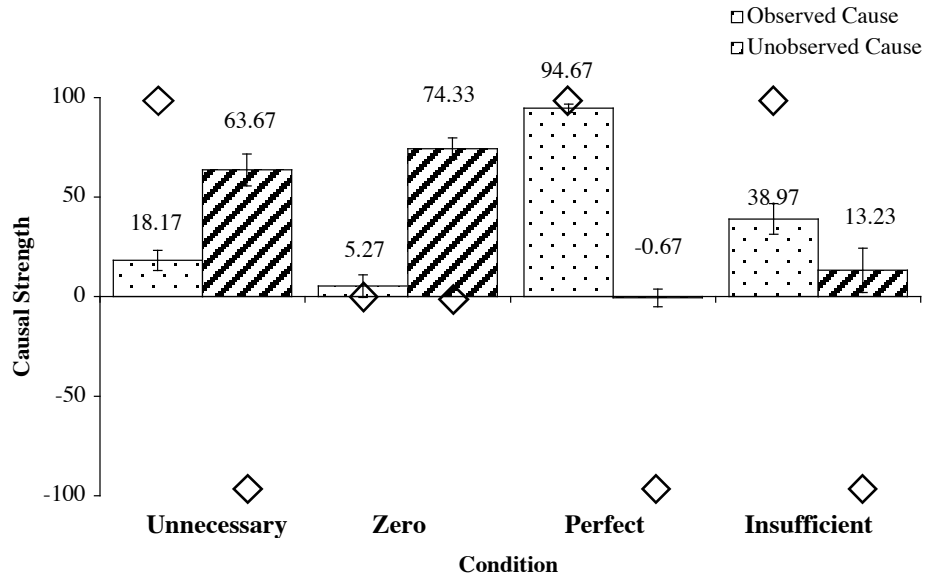 Observed Cause
Unobserved Cause
94.67
100
74.33
63.67
50
38.97
18.17
13.23
5.27
-0.67
0
-50
-100
Causal Strength
Unnecessary Zero Perfect Insufficient
Condition